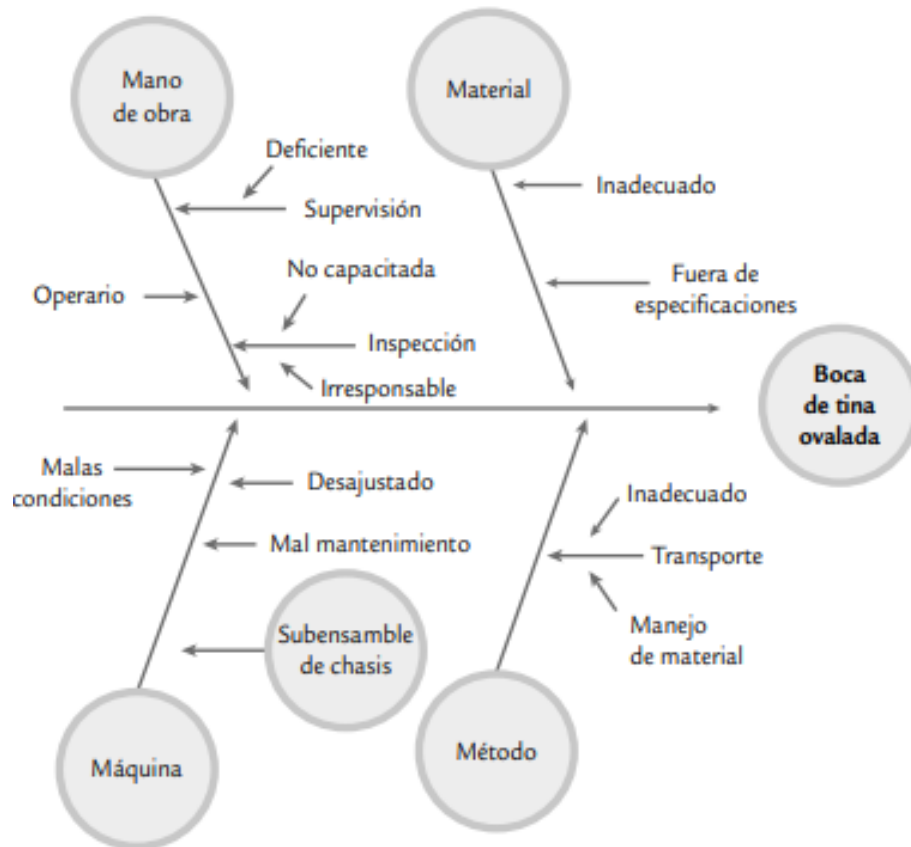 Mano
de obra
Material
Deficiente
Inadecuado
Supervisión
No capacitada
Operario
Fuera de
especificaciones
Inspección
Irresponsable
Boca
de tina
ovalada
Malas
condiciones
Desajustado
Inadecuado
Mal mantenimiento
Transporte
Subensamble
de chasis
Manejo
de material
Máquina
Método